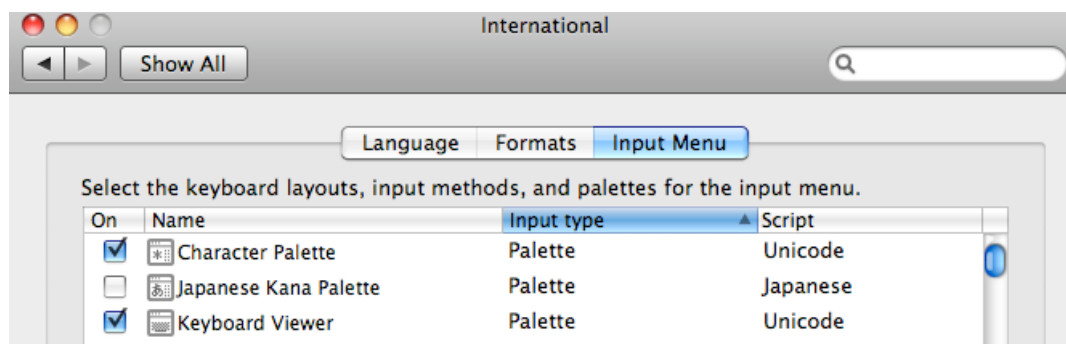 International
Show All
Language Formats Input Menu
Select the keyboard layouts, input methods, and palettes for the input menu.
On Name Input type Script
Character Palette Palette Unicode
あ Japanese Kana Palette Palette Japanese
Keyboard Viewer Palette Unicode